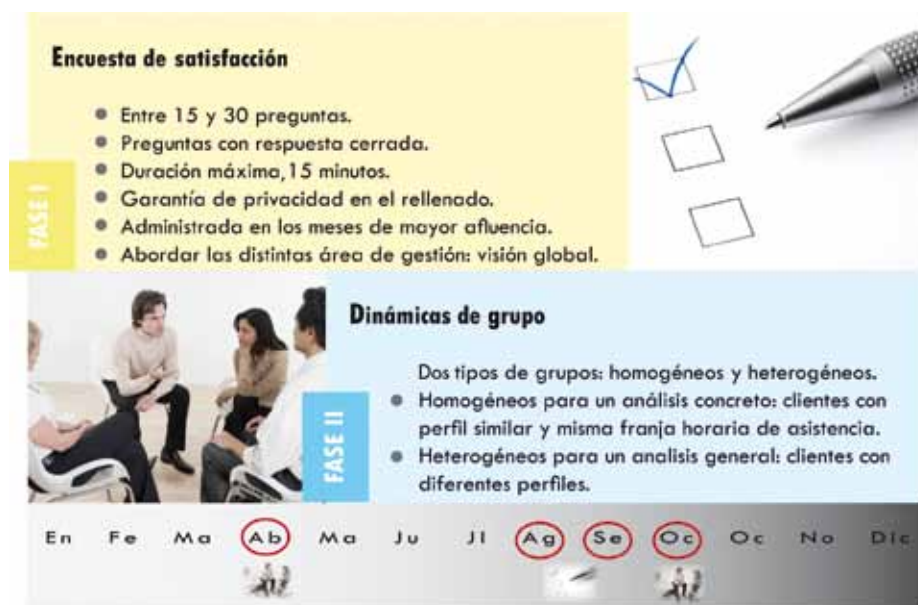 Encuesta de satisfacción
Entre 15 y 30 preguntas.
Preguntas con respuesta cerrada.
Duración máxima,15 minutos.
Garantía de privacidad en el rellenado.
Administrada en los meses de mayor afluencia.
Abordar las distintas área de gestión: visión global.
FASE I
Dinámicas de grupo
Dos tipos de grupos: homogéneos y heterogéneos.
Homogéneos para un análisis concreto: clientes con
perfil similar y misma franja horaria de asistencia.
Heterogéneos para un analisis general: clientes con
diferentes perfiles.
FASE II
En Fe Ma Ab Ma Ju Jl Ag Se Oc Oc No Dic